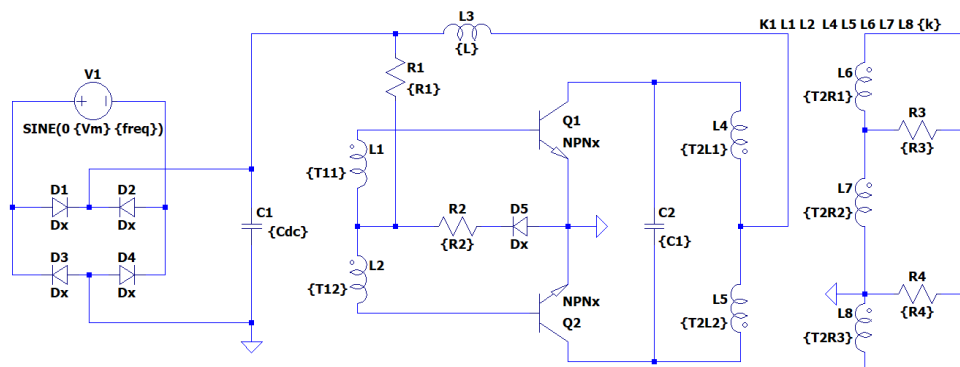 L3
{L}
K1 L1 L2 L4 L5 L6 L7 L8 {k}
V1
+
-
SINE(0 {Vm} {freq})
R1
{R1}
L6
{T2R1}
R3
{R3}
Q1
NPNx
L4
{T2L1}
L1
{T11}
D1
Dx
D2
Dx
L7
{T2R2}
C1
{Cdc}
R2
{R2}
D5
Dx
C2
{C1}
D3
Dx
D4
Dx
L2
{T12}
NPNx
Q2
L5
{T2L2}
R4
{R4}
L8
{T2R3}